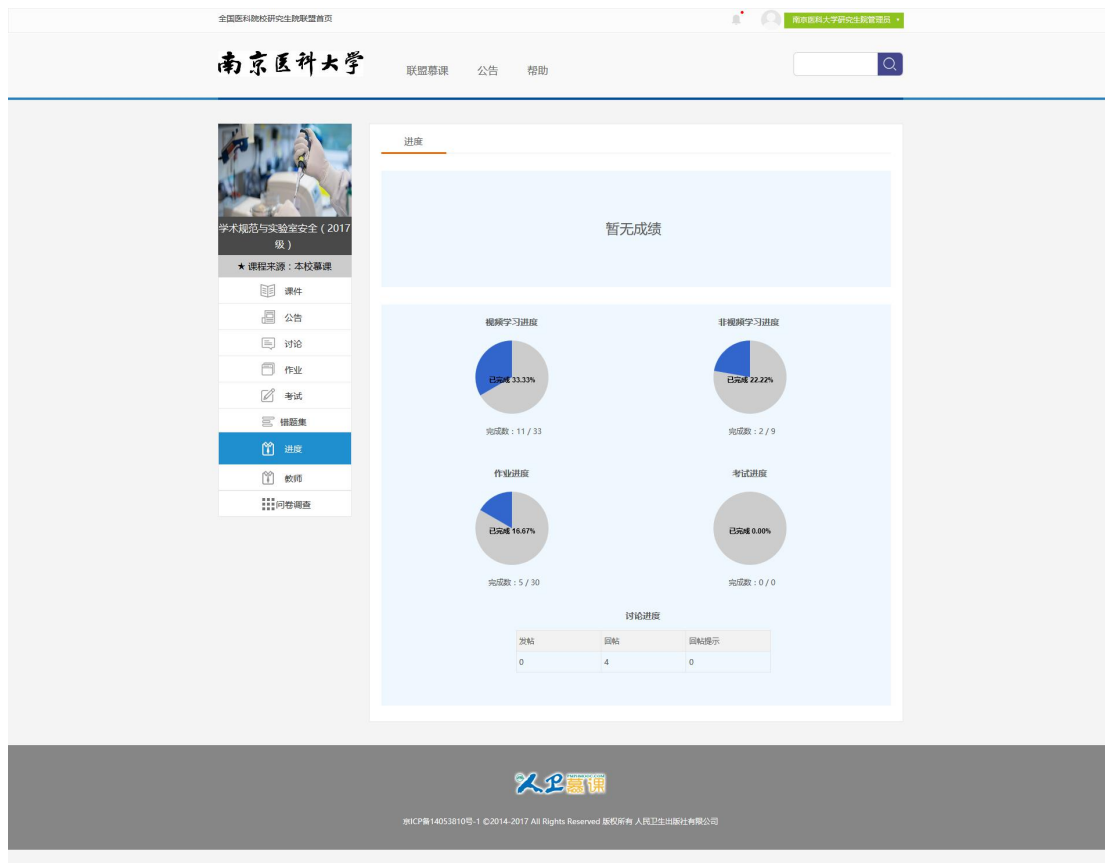 全国医科院校研究生院联盟首页
南京医科大学研究生院管理员
南京医科大学
联盟慕课 公告 帮助
进度
学术规范与实验室安全（2017
级）
★ 课程来源：本校慕课
课件
公告
讨论
作业
考试
错题集
进度
教师
问卷调查
暂无成绩
视频学习进度 非视频学习进度
已完成 33.33% 已完成 22.22%
完成数：11 / 33 完成数：2 / 9
作业进度 考试进度
已完成 16.67% 已完成 0.00%
完成数：5 / 30 完成数：0 / 0
讨论进度
发帖 回帖 回帖提示
0 4 0
人卫慕课
京ICP备14053810号-1 ©2014-2017 All Rights Reserved 版权所有 人民卫生出版社有限公司